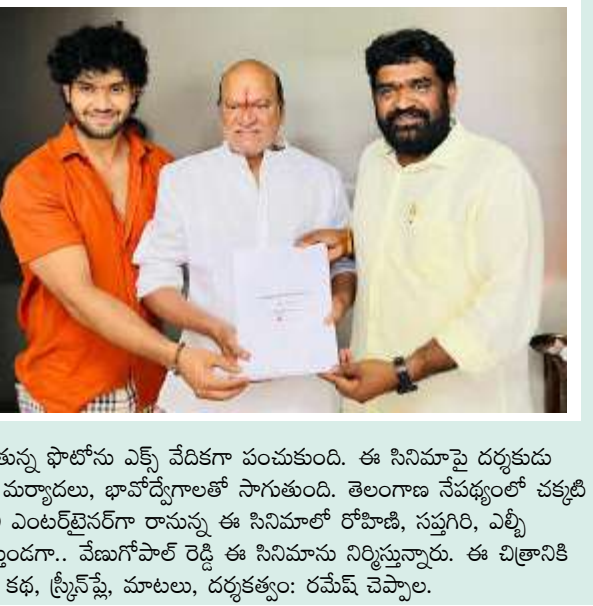 తున్న ఫొటోను ఎక్స్ వేదికగా పంచుకుంది. ఈ సినిమాపై దర్శకుడు
మర్యాదలు, భావోద్వేగాలతో సాగుతుంది. తెలంగాణ నేపథ్యంలో చక్కటి
ఎంటర్‌టైనర్‌గా రానున్న ఈ సినిమాలో రోహిణి, సప్తగిరి, ఎల్బీ
స్తుండగా.. వేణుగోపాల్ రెడ్డి ఈ సినిమాను నిర్మిస్తున్నారు. ఈ చిత్రానికి
కథ, స్క్రీన్‌ప్లే, మాటలు, దర్శకత్వం: రమేష్ చెప్పాల.